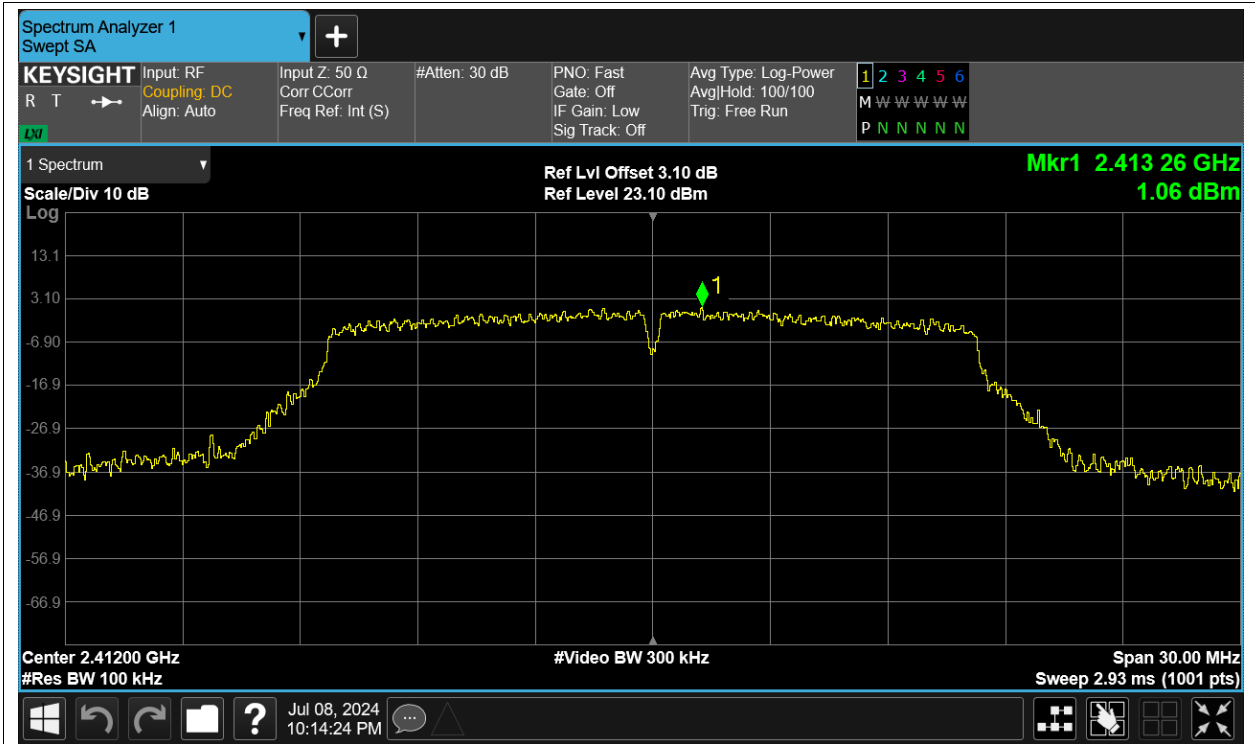 Spectrum Analyzer 1
Swept SA
KEYSIGHT
R T
LXI
Input: RF
Coupling: DC
Align: Auto
Input Z: 50 Ω
Corr CCorr
Freq Ref: Int (S)
#Atten: 30 dB
PNO: Fast
Gate: Off
IF Gain: Low
Sig Track: Off
Avg Type: Log-Power
Avg|Hold: 100/100
Trig: Free Run
1 2 3 4 5 6
M W W W W W
P N N N N N
1 Spectrum
Scale/Div 10 dB
Log
Ref Lvl Offset 3.10 dB
Ref Level 23.10 dBm
Mkr1 2.413 26 GHz
1.06 dBm
1
13.1
3.10
-6.90
-16.9
-26.9
-36.9
-46.9
-56.9
-66.9
Center 2.41200 GHz
#Res BW 100 kHz
#Video BW 300 kHz
Span 30.00 MHz
Sweep 2.93 ms (1001 pts)
?
Jul 08, 2024
10:14:24 PM